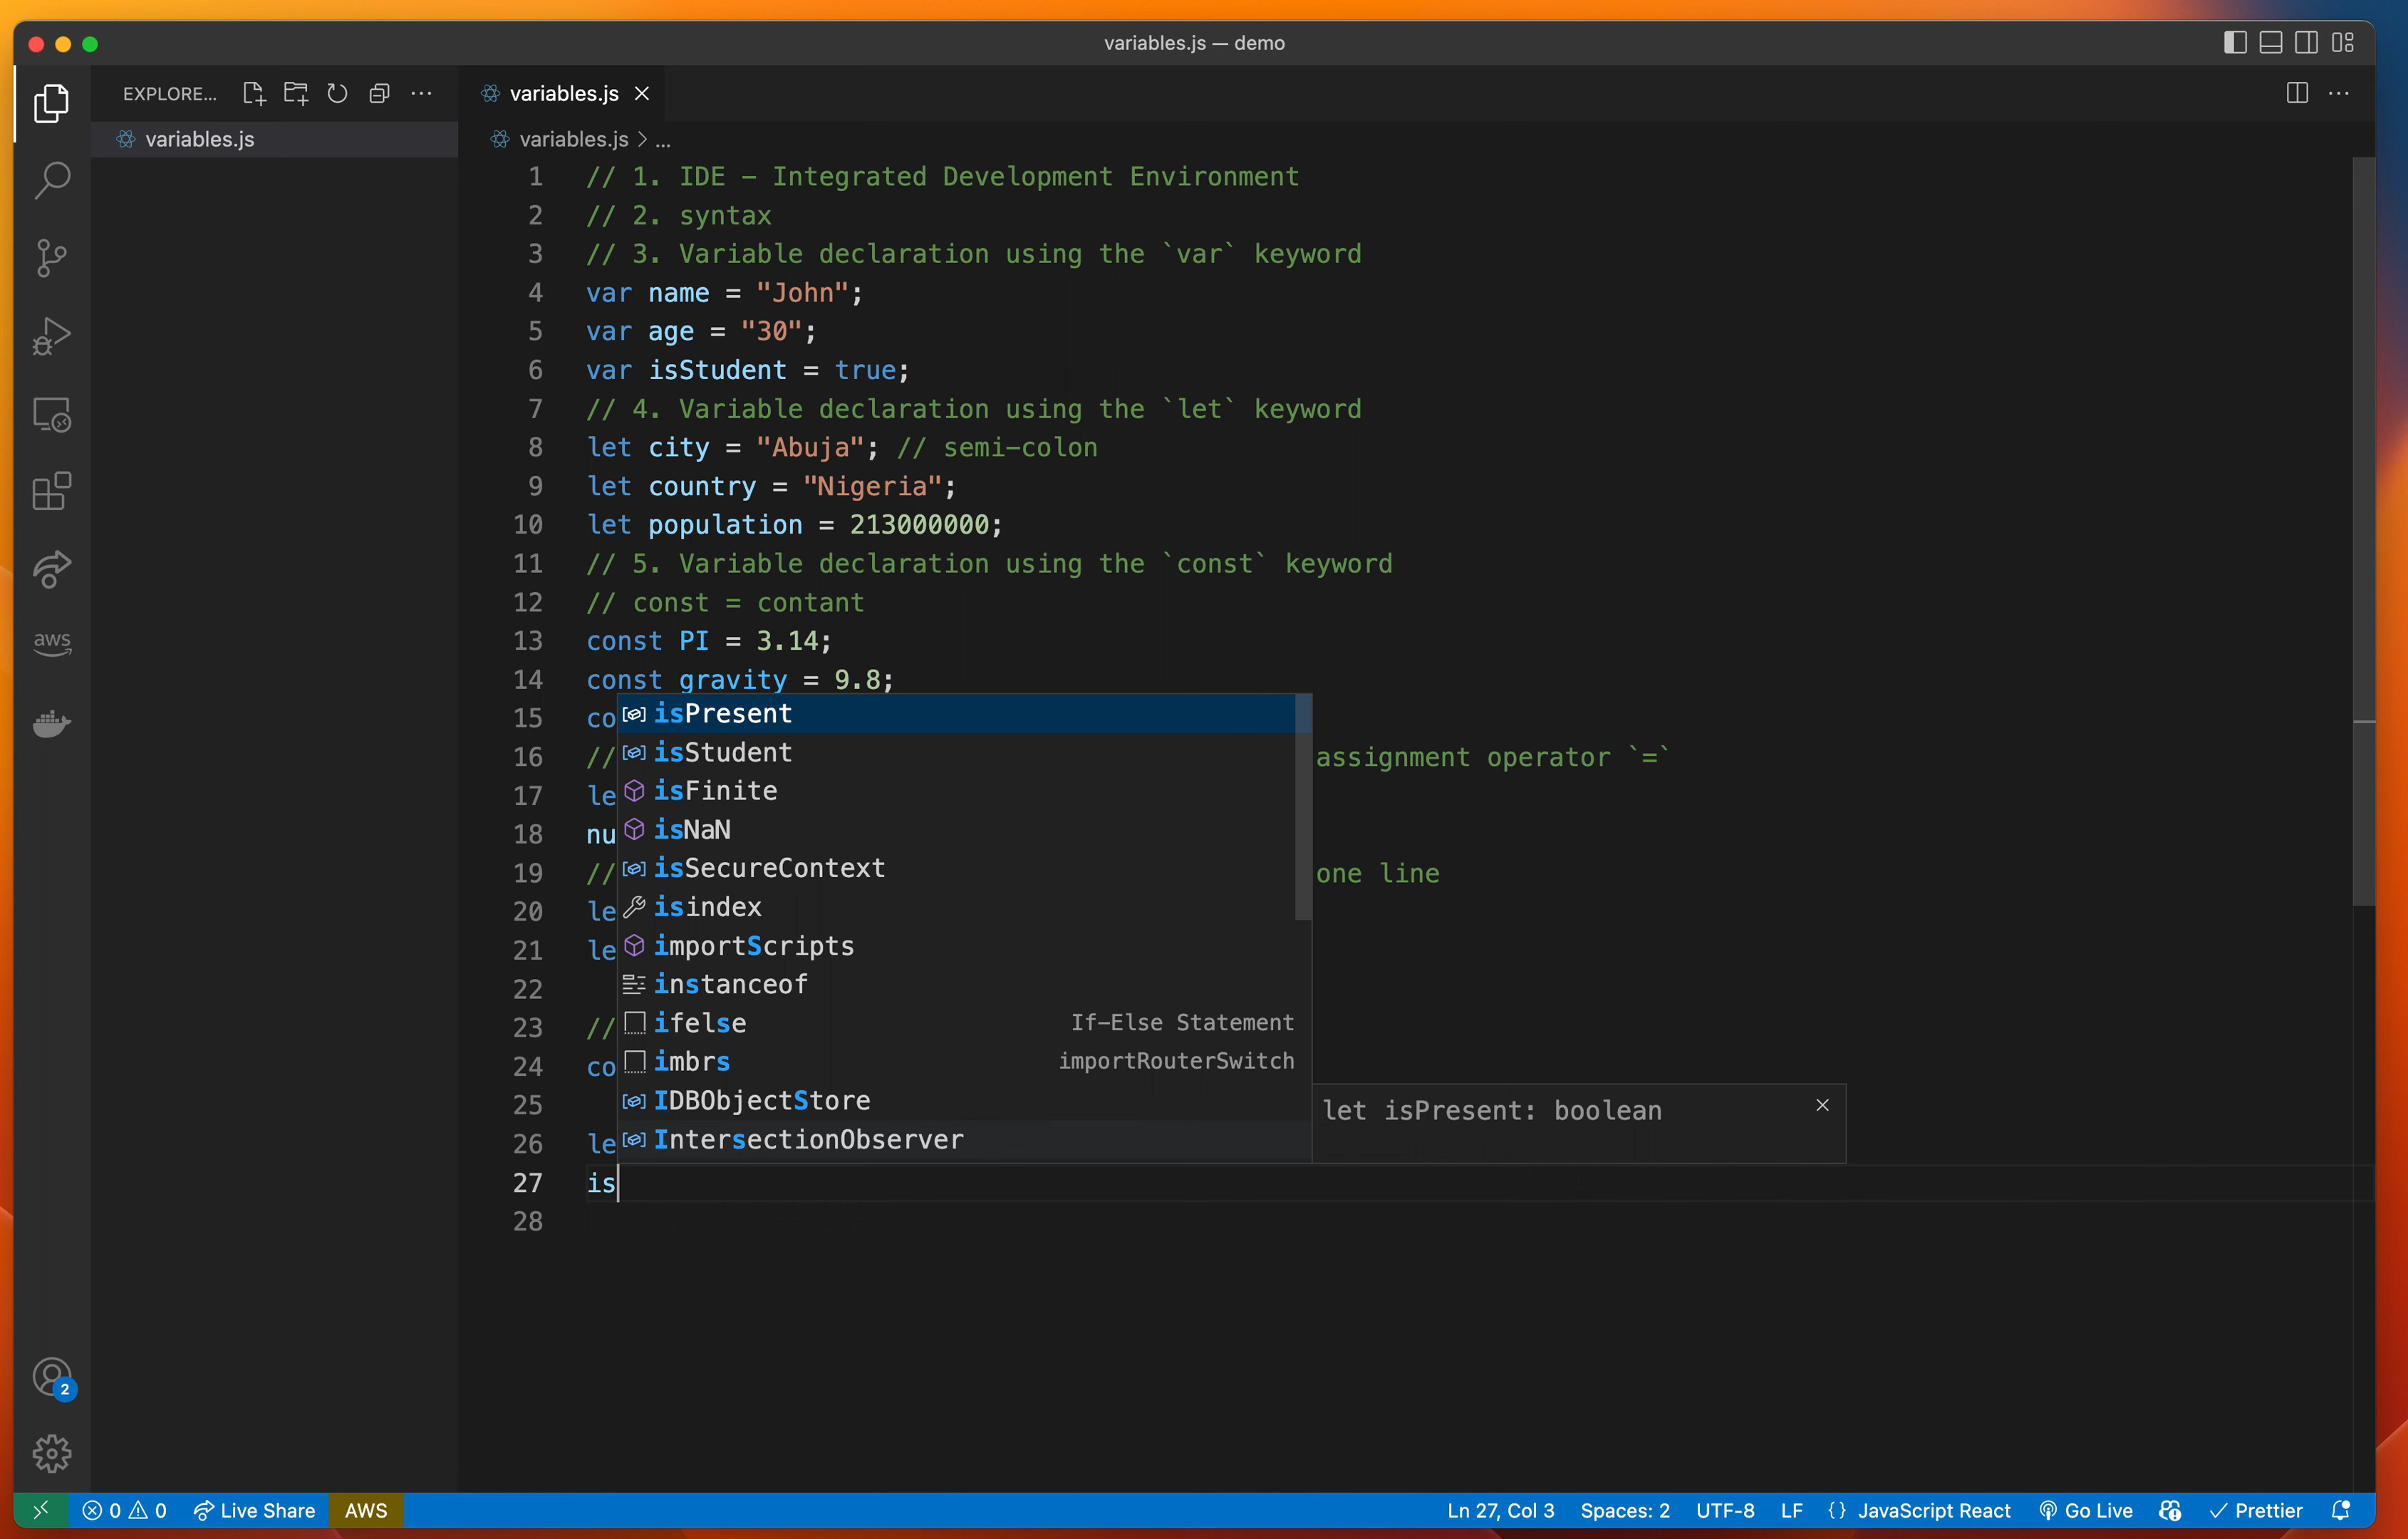 variables.js — demo
EXPLORE...
variables.js
variables.js
variables.js > ...
1 // 1. IDE - Integrated Development Environment
2 // 2. syntax
3 // 3. Variable declaration using the `var` keyword
4 var name = "John";
5 var age = "30";
6 var isStudent = true;
7 // 4. Variable declaration using the `let` keyword
8 let city = "Abuja"; // semi-colon
9 let country = "Nigeria";
10 let population = 213000000;
11 // 5. Variable declaration using the `const` keyword
12 // const = contant
13 const PI = 3.14;
14 const gravity = 9.8;
15 co
16 // assignment operator `=`
17 le
18 nu
19 // one line
20 le
21 le
22
23 //
24 co
25
26 le
27 is
28
isPresent
isStudent
isFinite
isNaN
isSecureContext
isindex
importScripts
instanceof
ifelse If-Else Statement
imbrs importRouterSwitch
IDBObjectStore
IntersectionObserver
let isPresent: boolean
aws
2
0 0 Live Share AWS Ln 27, Col 3 Spaces: 2 UTF-8 LF {} JavaScript React Go Live Prettier